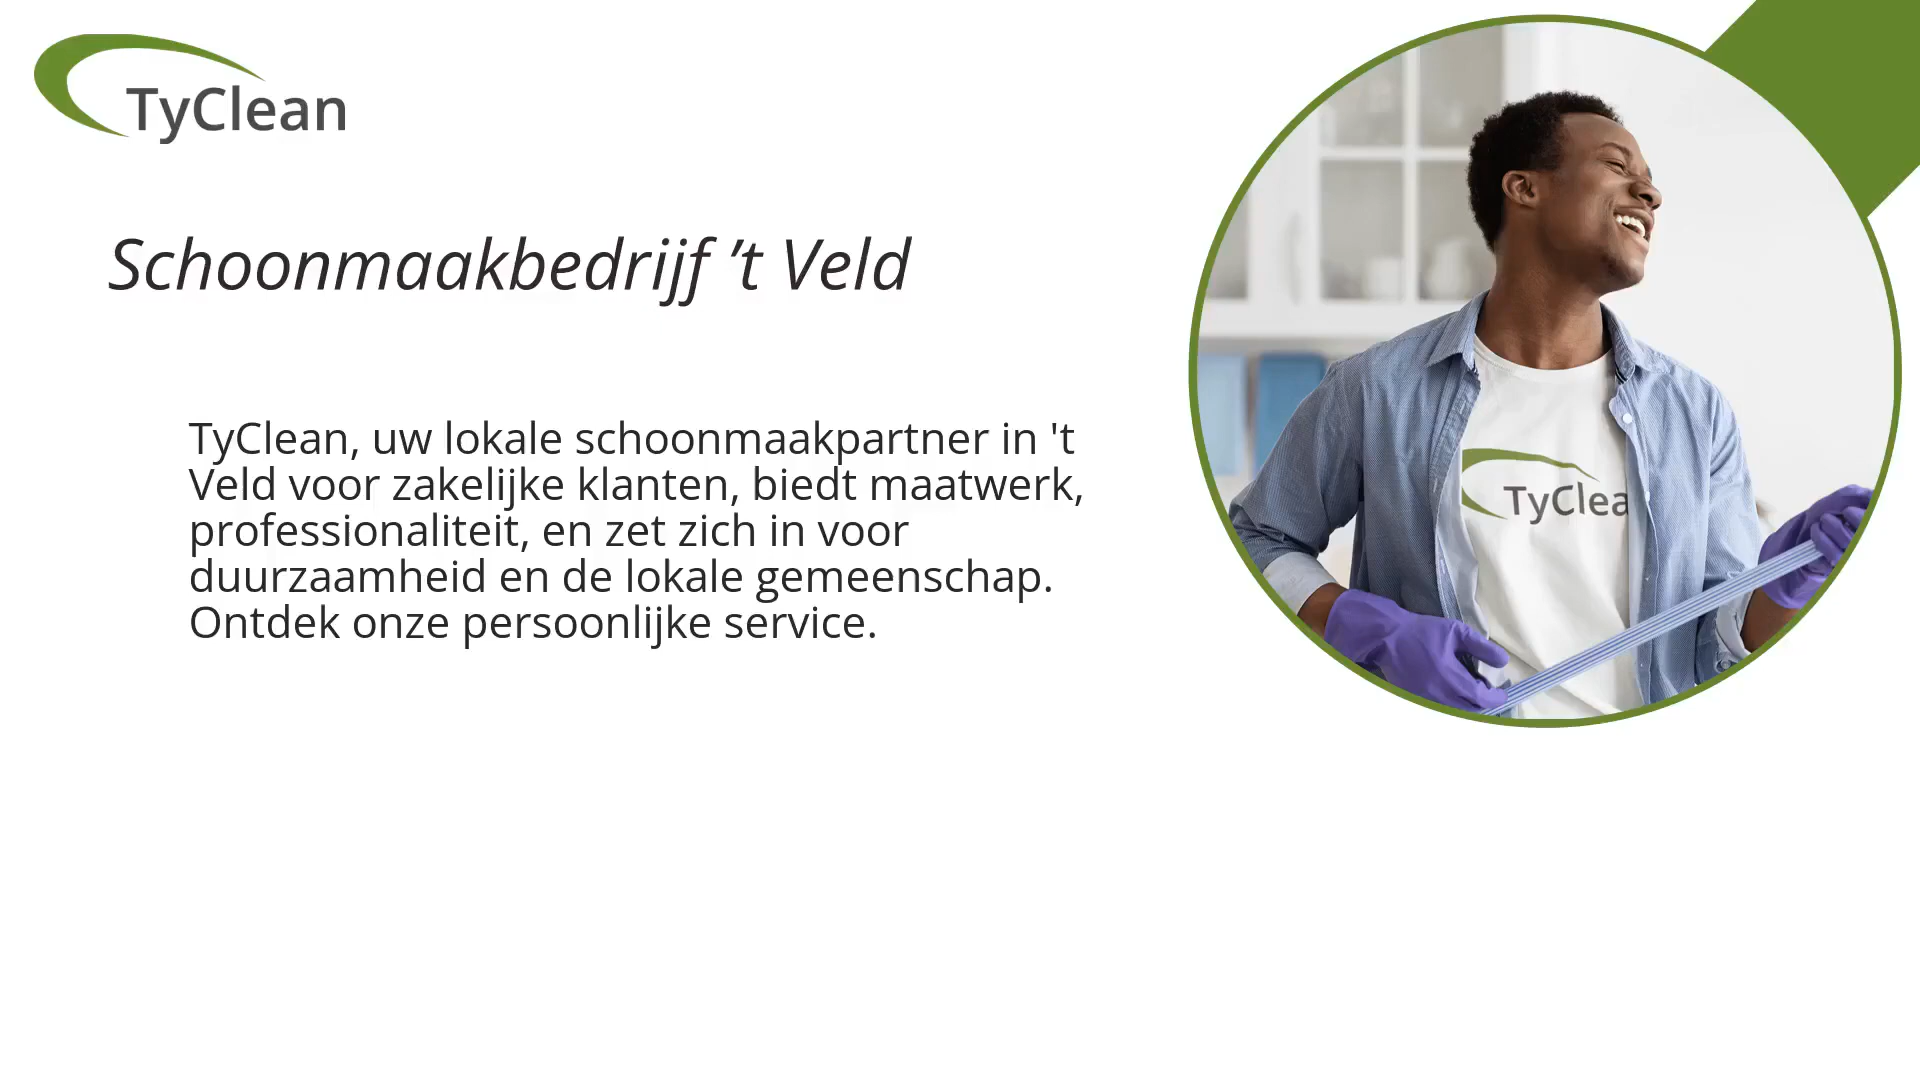 TyClean
Schoonmaakbedrijf ’t Veld
TyClean, uw lokale schoonmaakpartner in 't
Veld voor zakelijke klanten, biedt maatwerk,
professionaliteit, en zet zich in voor
duurzaamheid en de lokale gemeenschap.
Ontdek onze persoonlijke service.
TyClea